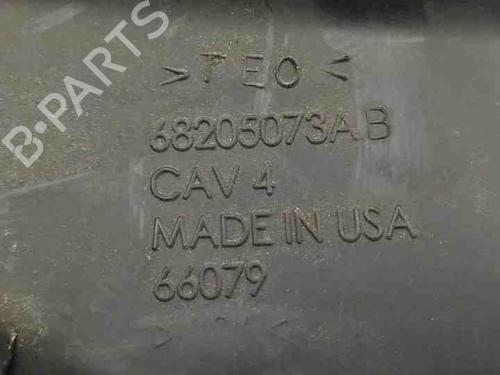 B-PARTS
>TEO<
68205073AB
CAV 4
MADE IN USA
66079